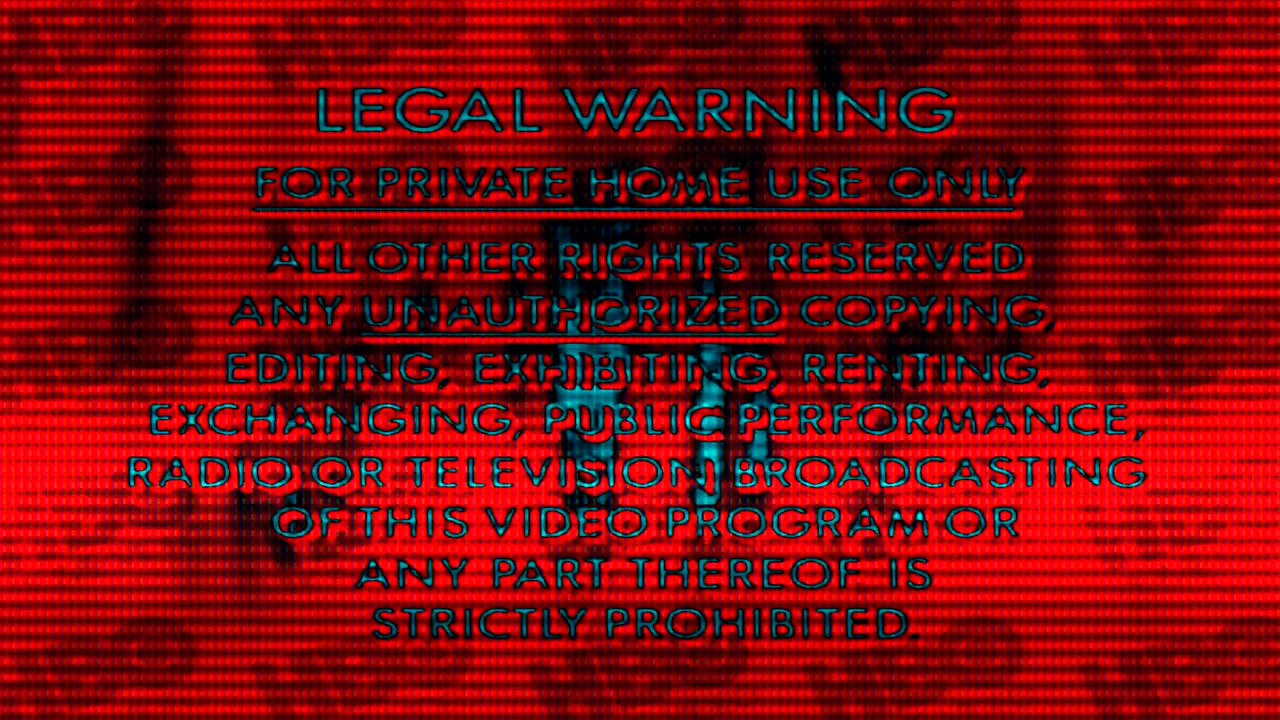 LEGAL WARNING
FOR PRIVATE HOME USE ONLY
ALL OTHER RIGHTS RESERVED
ANY UNAUTHORIZED COPYING,
EDITING, EXHIBITING, RENTING,
EXCHANGING, PUBLIC PERFORMANCE,
RADIO OR TELEVISION BROADCASTING
OF THIS VIDEO PROGRAM OR
ANY PART THEREOF IS
STRICTLY PROHIBITED.